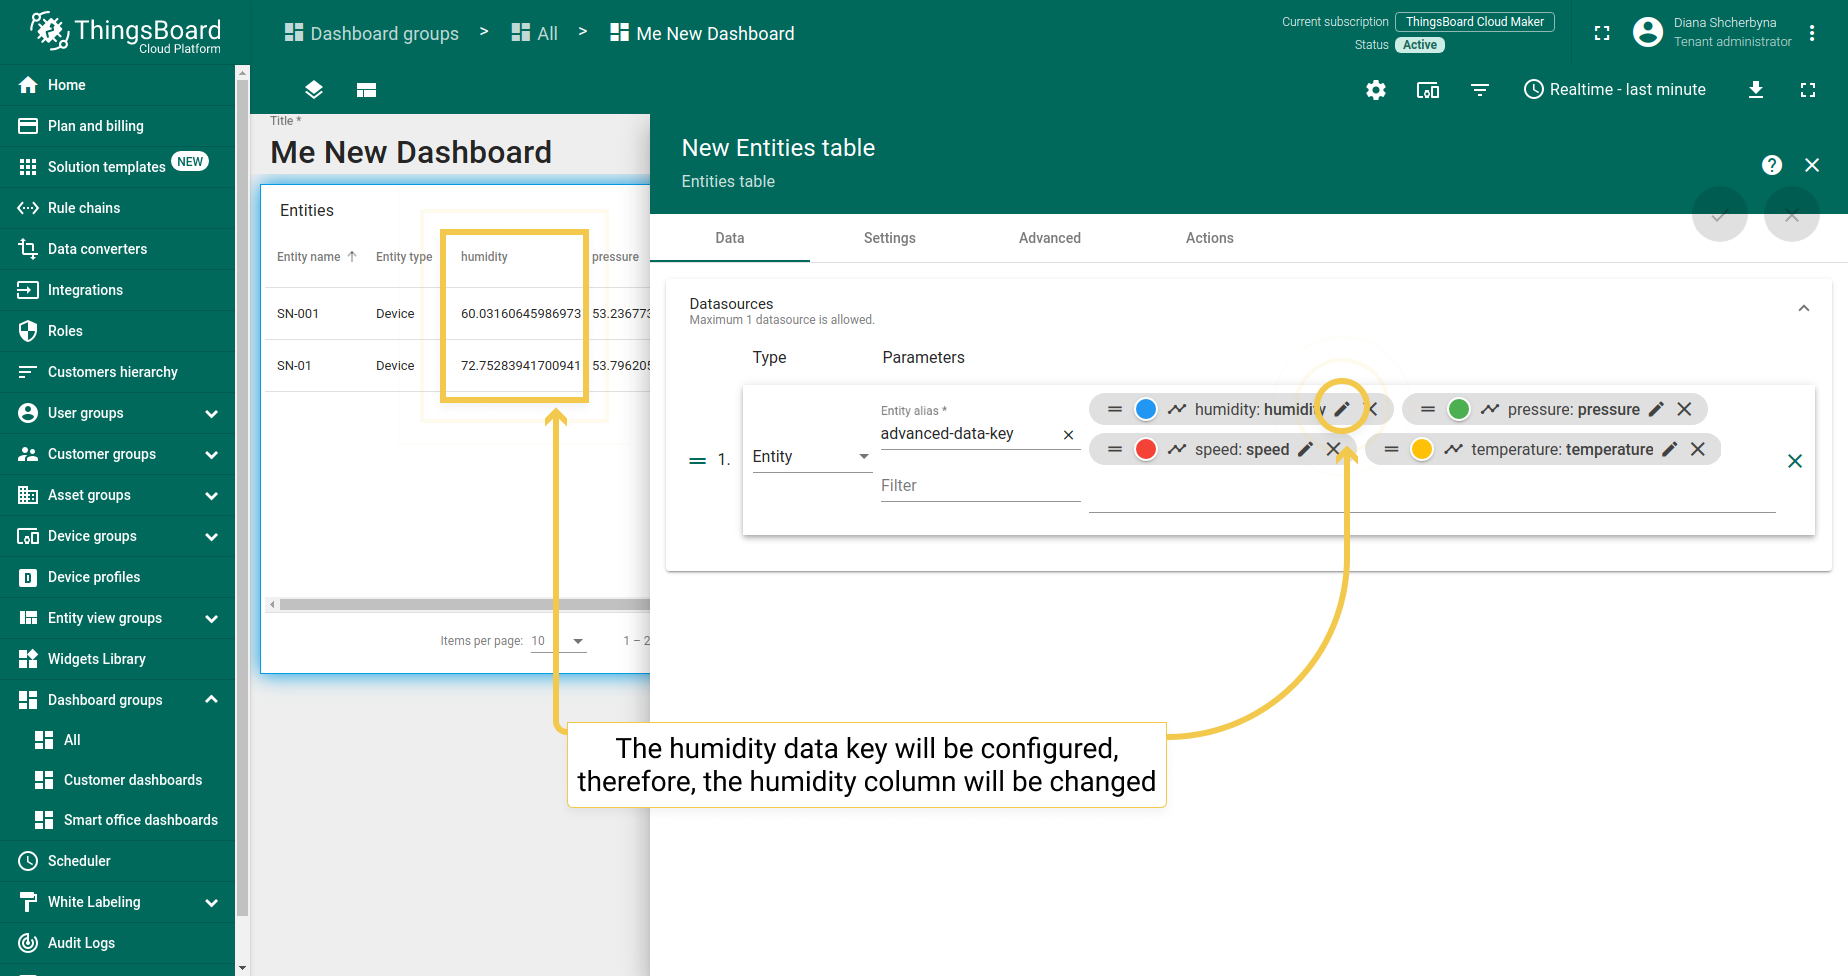 ThingsBoard
Cloud Platform
Dashboard groups > All > Me New Dashboard
Current subscription ThingsBoard Cloud Maker
Status Active
Diana Shcherbyna
Tenant administrator
Realtime - last minute
Home
Plan and billing
Solution templates NEW
Rule chains
Data converters
Integrations
Roles
Customers hierarchy
User groups
Customer groups
Asset groups
Device groups
Device profiles
Entity view groups
Widgets Library
Dashboard groups
All
Customer dashboards
Smart office dashboards
Scheduler
White Labeling
Audit Logs
Title *
Me New Dashboard
Entities
Entity name Entity type humidity pressure
SN-001 Device 60.03160645986973 53.236773
SN-01 Device 72.75283941700941 53.796205
Items per page: 10 1 – 2
New Entities table
Entities table
Data Settings Advanced Actions
Datasources
Maximum 1 datasource is allowed.
Type Parameters
1. Entity
Entity alias *
advanced-data-key
Filter
humidity: humidity
pressure: pressure
speed: speed
temperature: temperature
The humidity data key will be configured,
therefore, the humidity column will be changed